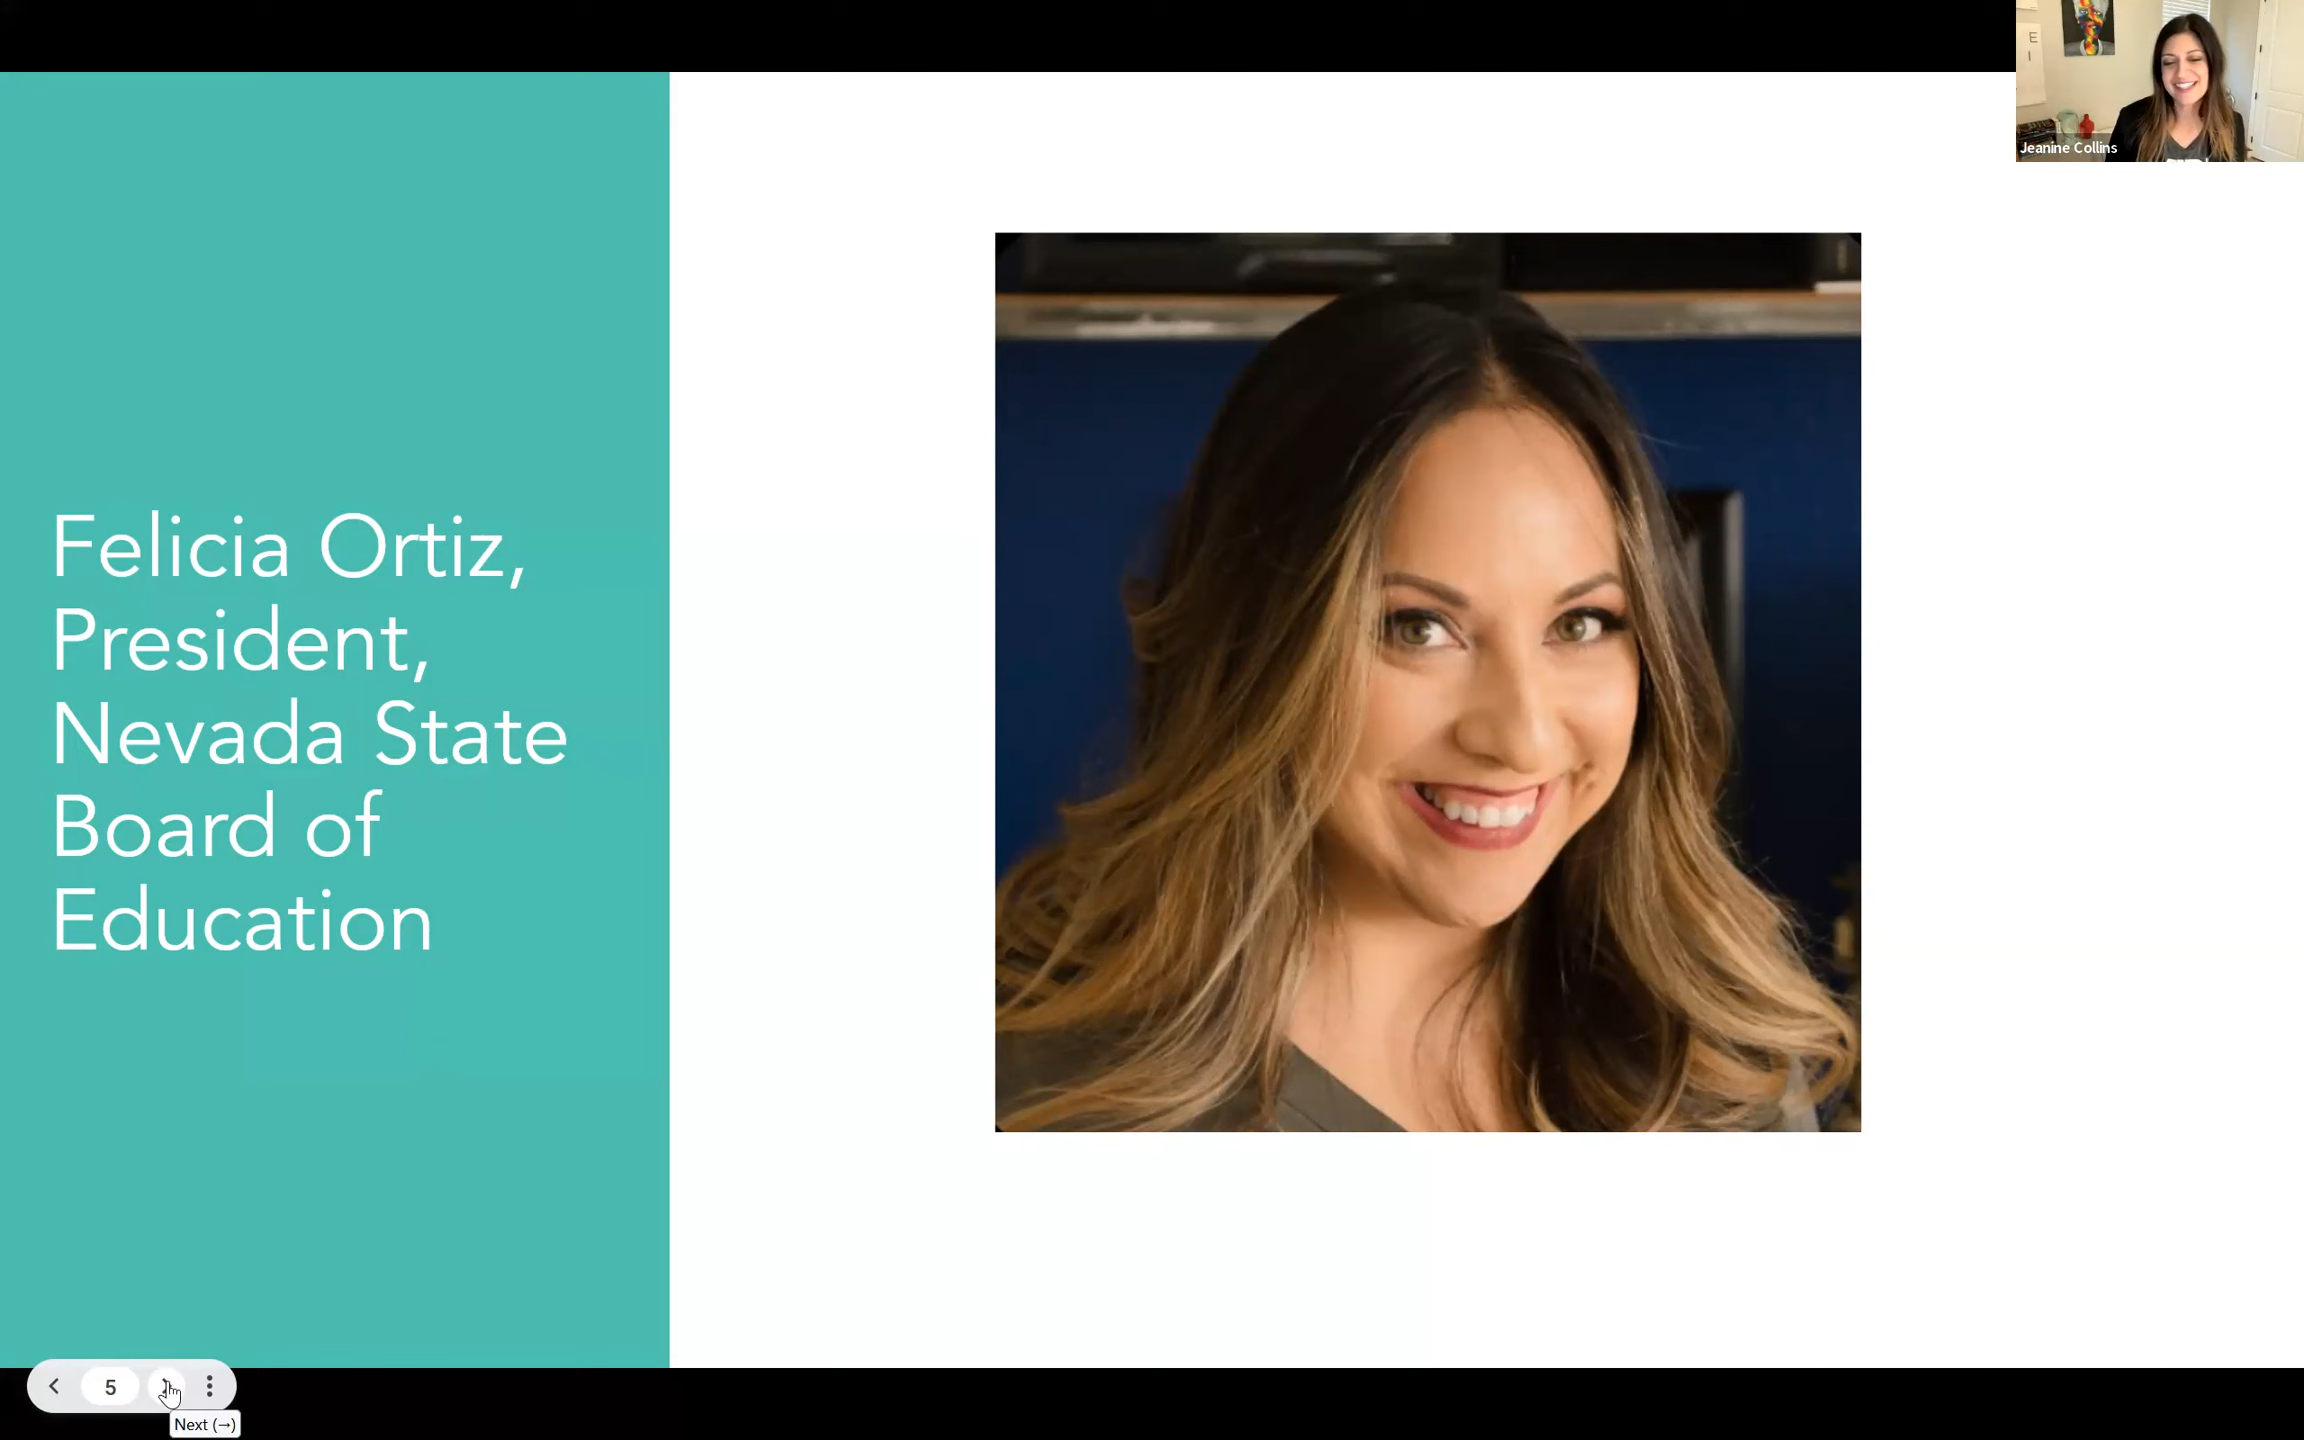 Felicia Ortiz,
President,
Nevada State
Board of
Education
E
I
Jeanine Collins
5
Next (→)